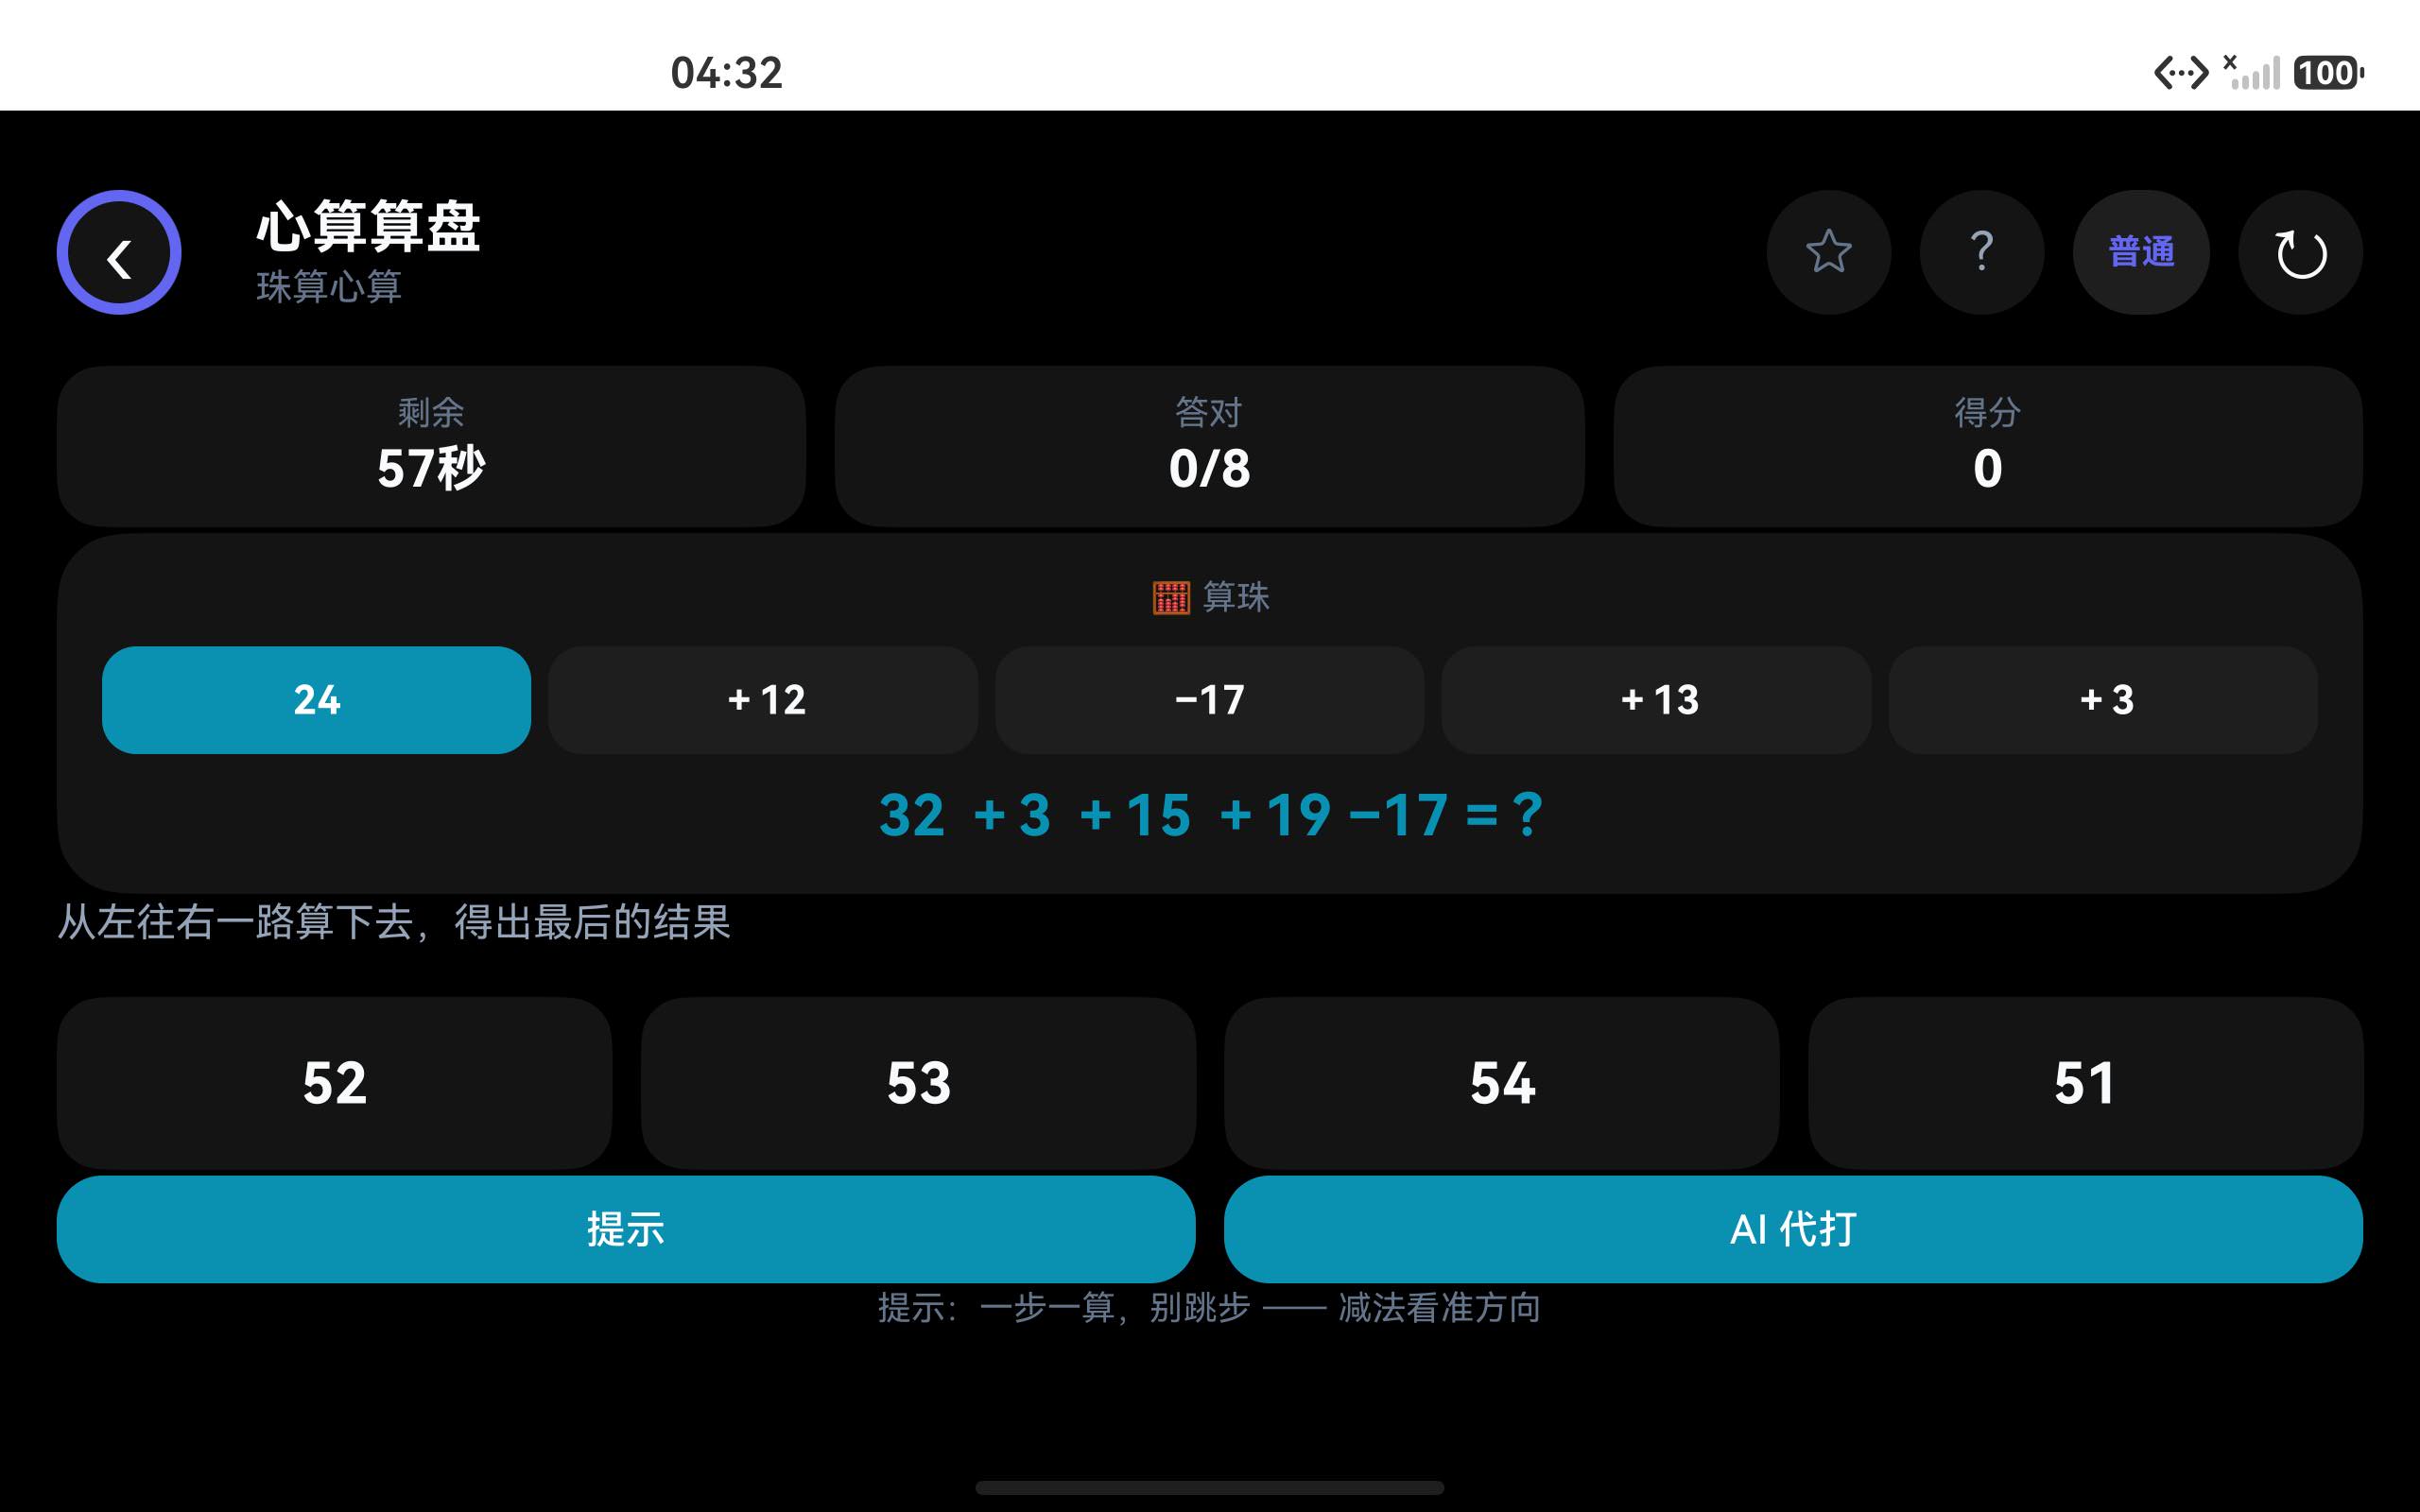 04:32
100
心算算盘
珠算心算
?
普通
剩余
57秒
答对
0/8
得分
0
算珠
24
+12
−17
+13
+3
32 +3 +15 +19 −17 = ?
从左往右一路算下去，得出最后的结果
52
53
54
51
提示
AI 代打
提示：一步一算，别跳步 —— 减法看准方向